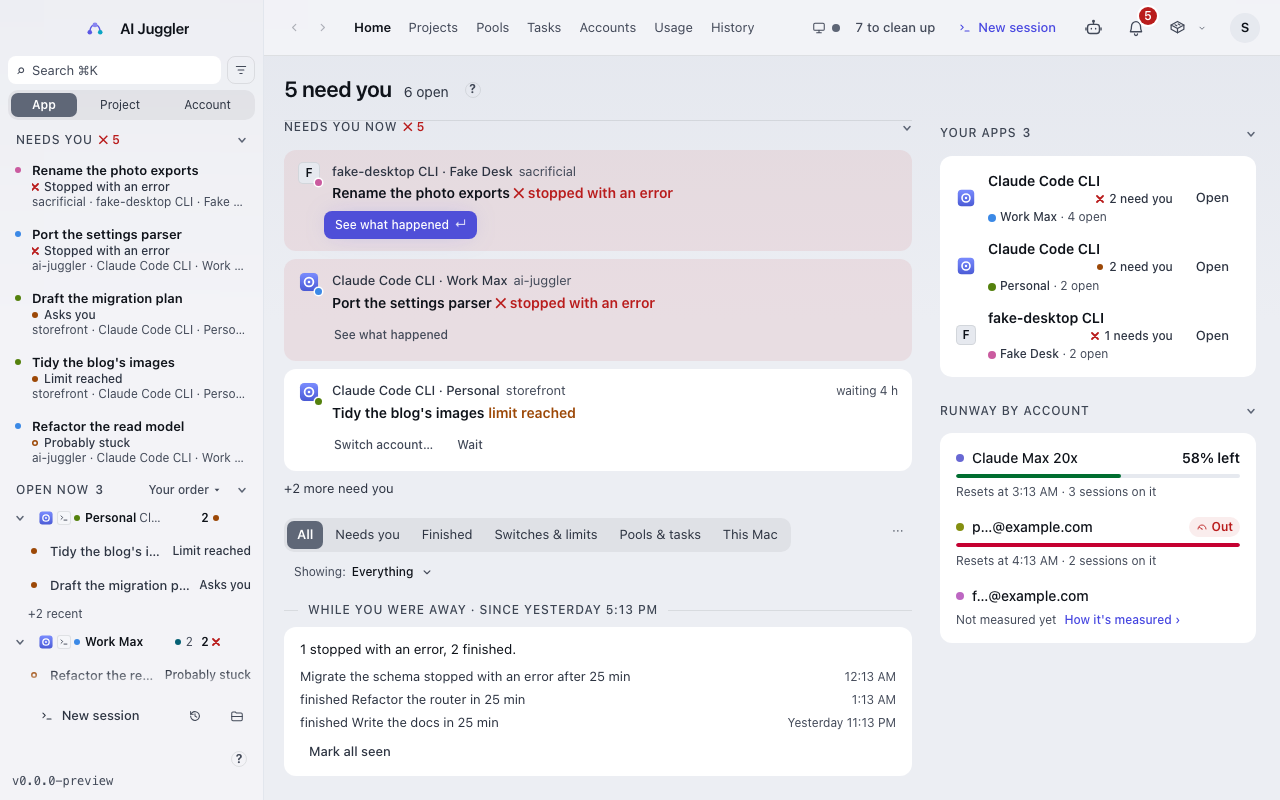 AI Juggler
Search ⌘K
App Project Account
NEEDS YOU 5
Rename the photo exports
Stopped with an error
sacrificial · fake-desktop CLI · Fake ...
Port the settings parser
Stopped with an error
ai-juggler · Claude Code CLI · Work ...
Draft the migration plan
Asks you
storefront · Claude Code CLI · Perso...
Tidy the blog's images
Limit reached
storefront · Claude Code CLI · Perso...
Refactor the read model
Probably stuck
ai-juggler · Claude Code CLI · Work ...
OPEN NOW 3 Your order
Personal Cl... 2
Tidy the blog's i... Limit reached
Draft the migration p... Asks you
+2 recent
Work Max 2 2
Refactor the re... Probably stuck
New session
?
v0.0.0-preview
Home Projects Pools Tasks Accounts Usage History
7 to clean up
New session
5
S
5 need you 6 open ?
NEEDS YOU NOW 5
F
fake-desktop CLI · Fake Desk sacrificial
Rename the photo exports stopped with an error
See what happened
Claude Code CLI · Work Max ai-juggler
Port the settings parser stopped with an error
See what happened
Claude Code CLI · Personal storefront waiting 4 h
Tidy the blog's images limit reached
Switch account... Wait
+2 more need you
All Needs you Finished Switches & limits Pools & tasks This Mac ...
Showing: Everything
WHILE YOU WERE AWAY · SINCE YESTERDAY 5:13 PM
1 stopped with an error, 2 finished.
Migrate the schema stopped with an error after 25 min 12:13 AM
finished Refactor the router in 25 min 1:13 AM
finished Write the docs in 25 min Yesterday 11:13 PM
Mark all seen
YOUR APPS 3
Claude Code CLI
2 need you Open
Work Max · 4 open
Claude Code CLI
2 need you Open
Personal · 2 open
fake-desktop CLI
F 1 needs you Open
Fake Desk · 2 open
RUNWAY BY ACCOUNT
Claude Max 20x 58% left
Resets at 3:13 AM · 3 sessions on it
p...@example.com Out
Resets at 4:13 AM · 2 sessions on it
f...@example.com
Not measured yet How it's measured ›